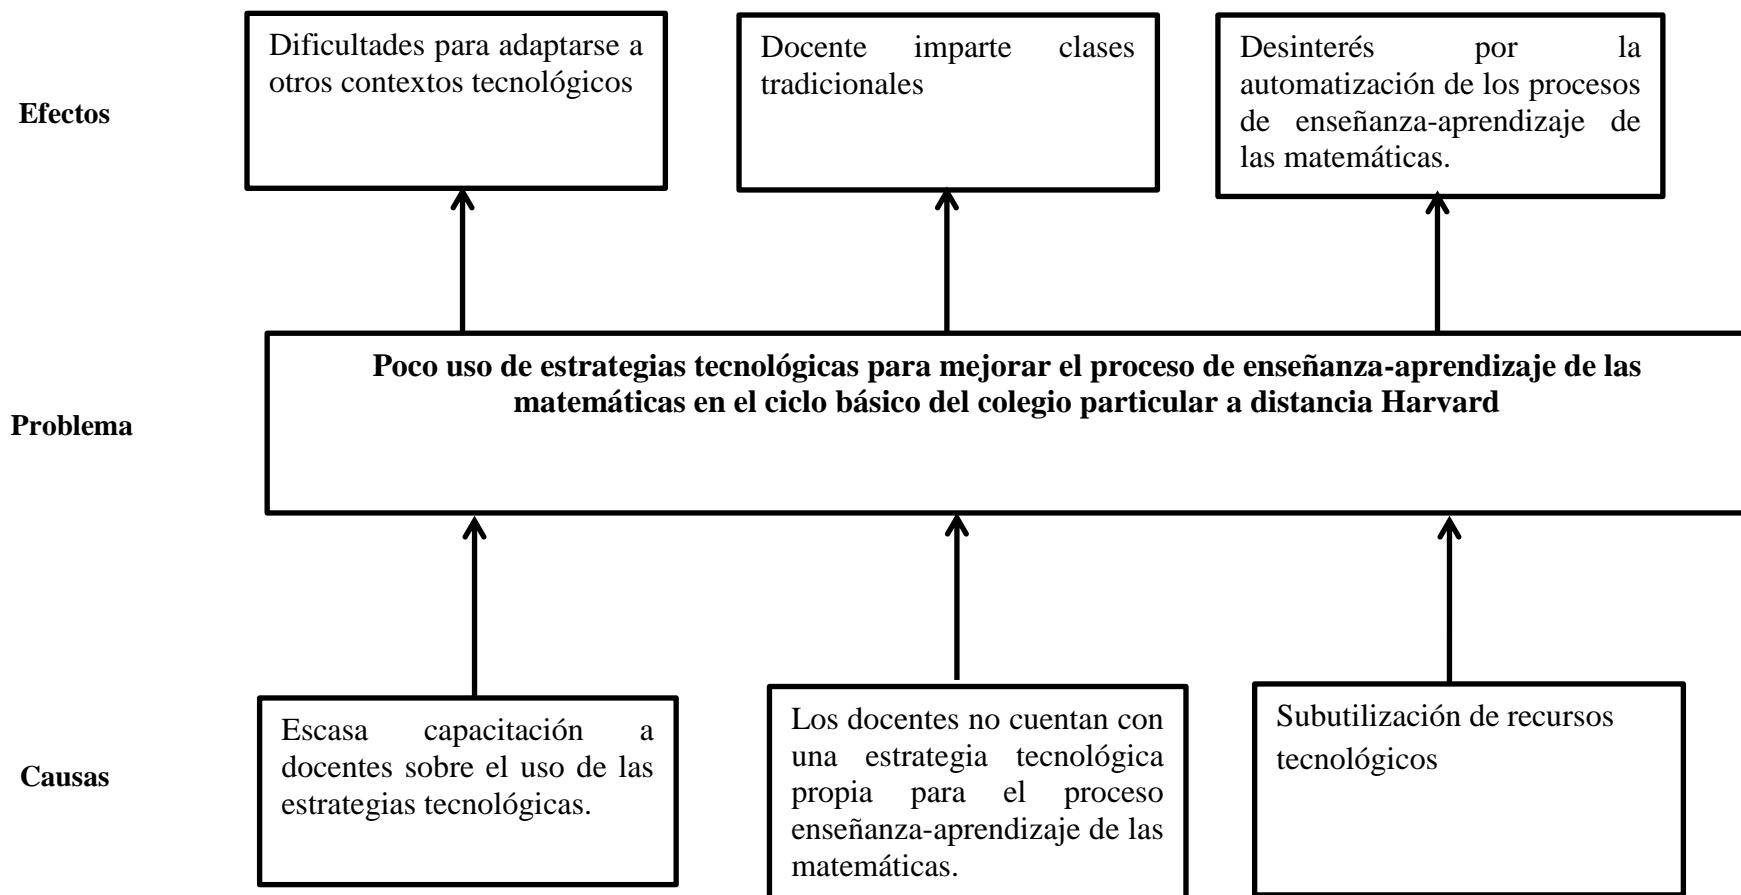 Efectos
Dificultades para adaptarse a
otros contextos tecnológicos
Docente imparte clases
tradicionales
Desinterés por la
automatización de los procesos
de enseñanza-aprendizaje de
las matemáticas.
Problema
Poco uso de estrategias tecnológicas para mejorar el proceso de enseñanza-aprendizaje de las
matemáticas en el ciclo básico del colegio particular a distancia Harvard
Causas
Escasa capacitación a
docentes sobre el uso de las
estrategias tecnológicas.
Los docentes no cuentan con
una estrategia tecnológica
propia para el proceso
enseñanza-aprendizaje de las
matemáticas.
Subutilización de recursos
tecnológicos